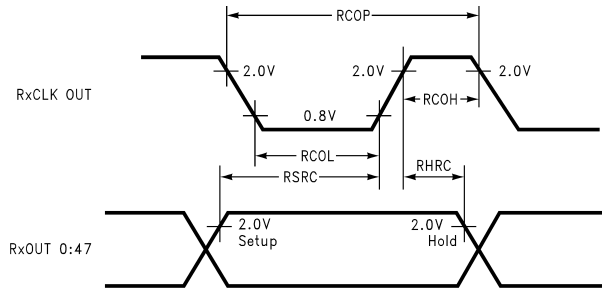 RCOP
2.0V 2.0V 2.0V
RxCLK OUT
RCOH
0.8V
RCOL
RHRC
RSRC
2.0V 2.0V
Setup Hold
RxOUT 0:47